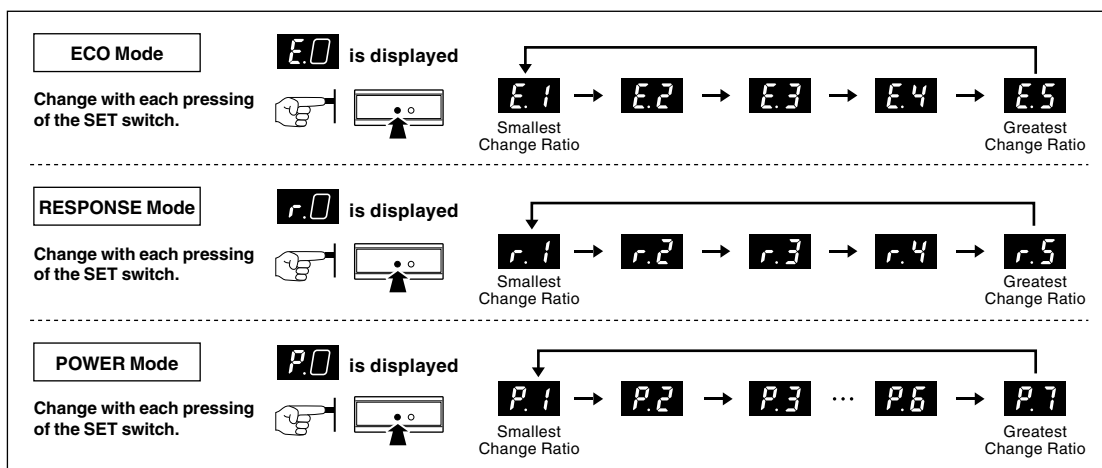 ECO Mode
E.0 is displayed
Change with each pressing
of the SET switch.
E.1 → E.2 → E.3 → E.4 → E.5
Smallest
Change Ratio
Greatest
Change Ratio
RESPONSE Mode
r.0 is displayed
Change with each pressing
of the SET switch.
r.1 → r.2 → r.3 → r.4 → r.5
Smallest
Change Ratio
Greatest
Change Ratio
POWER Mode
P.0 is displayed
Change with each pressing
of the SET switch.
P.1 → P.2 → P.3 ··· P.6 → P.7
Smallest
Change Ratio
Greatest
Change Ratio